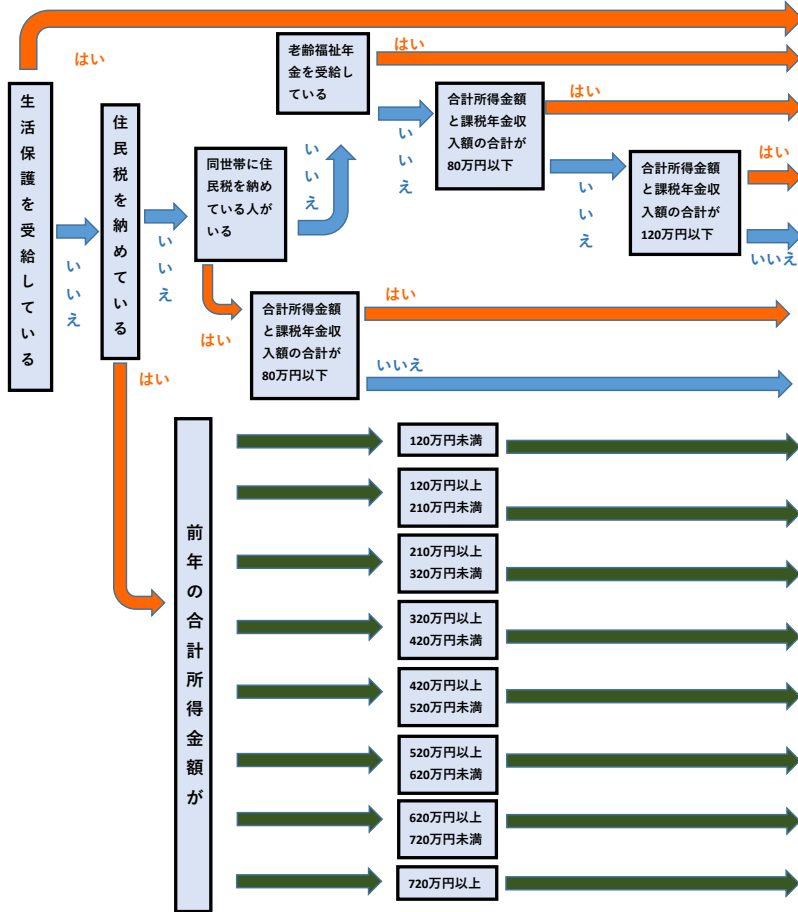 はい
生活保護を受給している
いいえ
住民税を納めている
いいえ
はい
同世帯に住
民税を納め
ている人が
いる
いいえ
はい
老齢福祉年
金を受給し
ている
はい
いいえ
合計所得金額
と課税年金収
入額の合計が
80万円以下
はい
いいえ
合計所得金額
と課税年金収
入額の合計が
120万円以下
はい
いいえ
合計所得金額
と課税年金収
入額の合計が
80万円以下
はい
いいえ
前年の合計所得金額が
120万円未満
120万円以上
210万円未満
210万円以上
320万円未満
320万円以上
420万円未満
420万円以上
520万円未満
520万円以上
620万円未満
620万円以上
720万円未満
720万円以上